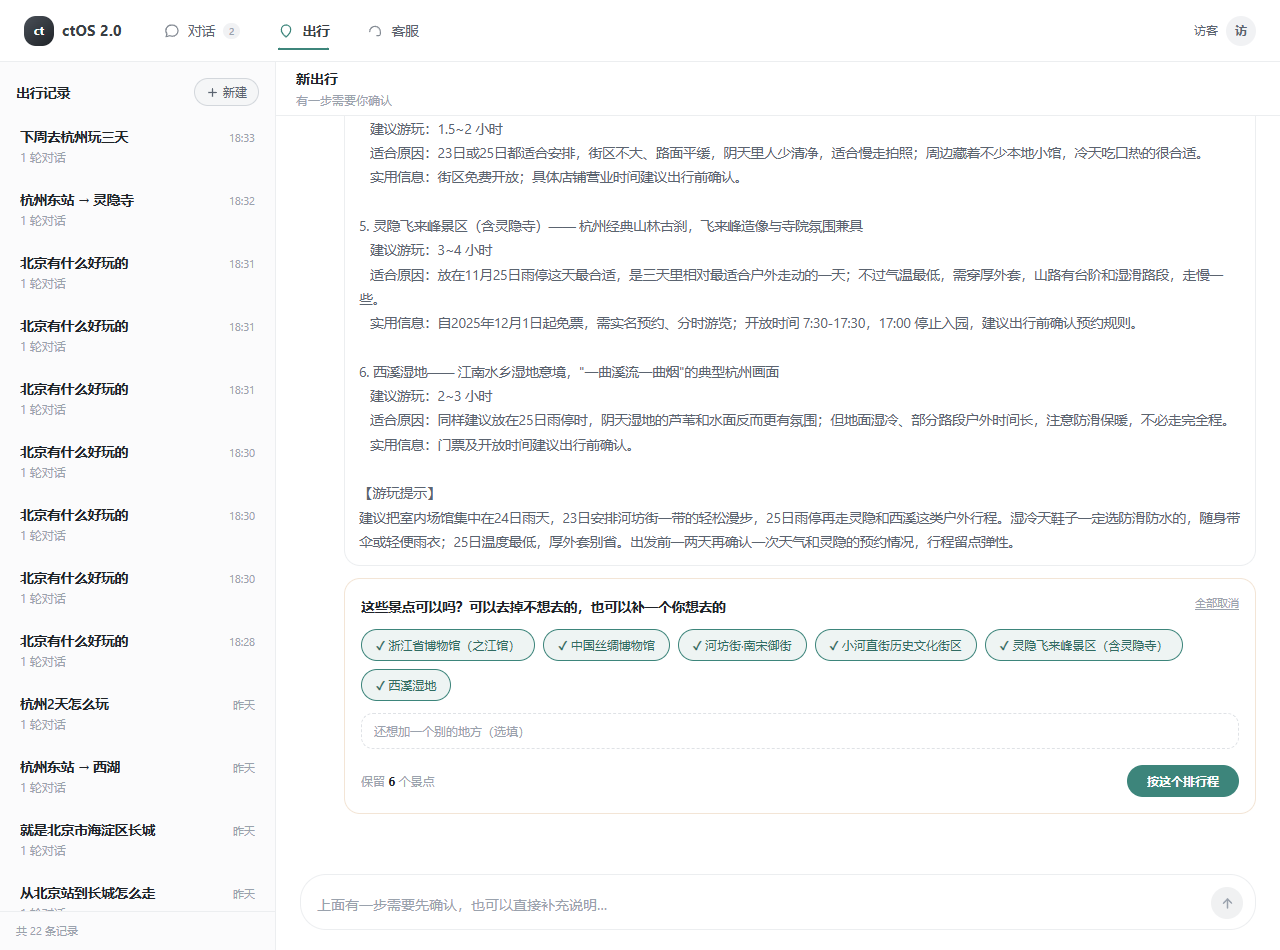 ct ctOS 2.0
对话 2
出行
客服
访客 访
出行记录
+ 新建
下周去杭州玩三天 18:33
1 轮对话
杭州东站 → 灵隐寺 18:32
1 轮对话
北京有什么好玩的 18:31
1 轮对话
北京有什么好玩的 18:31
1 轮对话
北京有什么好玩的 18:31
1 轮对话
北京有什么好玩的 18:30
1 轮对话
北京有什么好玩的 18:30
1 轮对话
北京有什么好玩的 18:30
1 轮对话
北京有什么好玩的 18:28
1 轮对话
杭州2天怎么玩 昨天
1 轮对话
杭州东站 → 西湖 昨天
1 轮对话
就是北京市海淀区长城 昨天
1 轮对话
从北京站到长城怎么走 昨天
1 轮对话
共 22 条记录
新出行
有一步需要你确认
建议游玩：1.5~2 小时
适合原因：23日或25日都适合安排，街区不大、路面平缓，阴天里人少清净，适合慢走拍照；周边藏着不少本地小馆，冷天吃口热的很合适。
实用信息：街区免费开放；具体店铺营业时间建议出行前确认。
5. 灵隐飞来峰景区（含灵隐寺）—— 杭州经典山林古刹，飞来峰造像与寺院氛围兼具
建议游玩：3~4 小时
适合原因：放在11月25日雨停这天最合适，是三天里相对最适合户外走动的一天；不过气温最低，需穿厚外套，山路有台阶和湿滑路段，走慢一
些。
实用信息：自2025年12月1日起免票，需实名预约、分时游览；开放时间 7:30-17:30，17:00 停止入园，建议出行前确认预约规则。
6. 西溪湿地—— 江南水乡湿地意境，"一曲溪流一曲烟"的典型杭州画面
建议游玩：2~3 小时
适合原因：同样建议放在25日雨停时，阴天湿地的芦苇和水面反而更有氛围；但地面湿冷、部分路段户外时间长，注意防滑保暖，不必走完全程。
实用信息：门票及开放时间建议出行前确认。
【游玩提示】
建议把室内场馆集中在24日雨天，23日安排河坊街一带的轻松漫步，25日雨停再走灵隐和西溪这类户外行程。湿冷天鞋子一定选防滑防水的，随身带
伞或轻便雨衣；25日温度最低，厚外套别省。出发前一两天再确认一次天气和灵隐的预约情况，行程留点弹性。
这些景点可以吗？可以去掉不想去的，也可以补一个你想去的 全部取消
✓ 浙江省博物馆（之江馆） ✓ 中国丝绸博物馆 ✓ 河坊街·南宋御街 ✓ 小河直街历史文化街区 ✓ 灵隐飞来峰景区（含灵隐寺）
✓ 西溪湿地
还想加一个别的地方（选填）
保留 6 个景点 按这个排行程
上面有一步需要先确认，也可以直接补充说明...